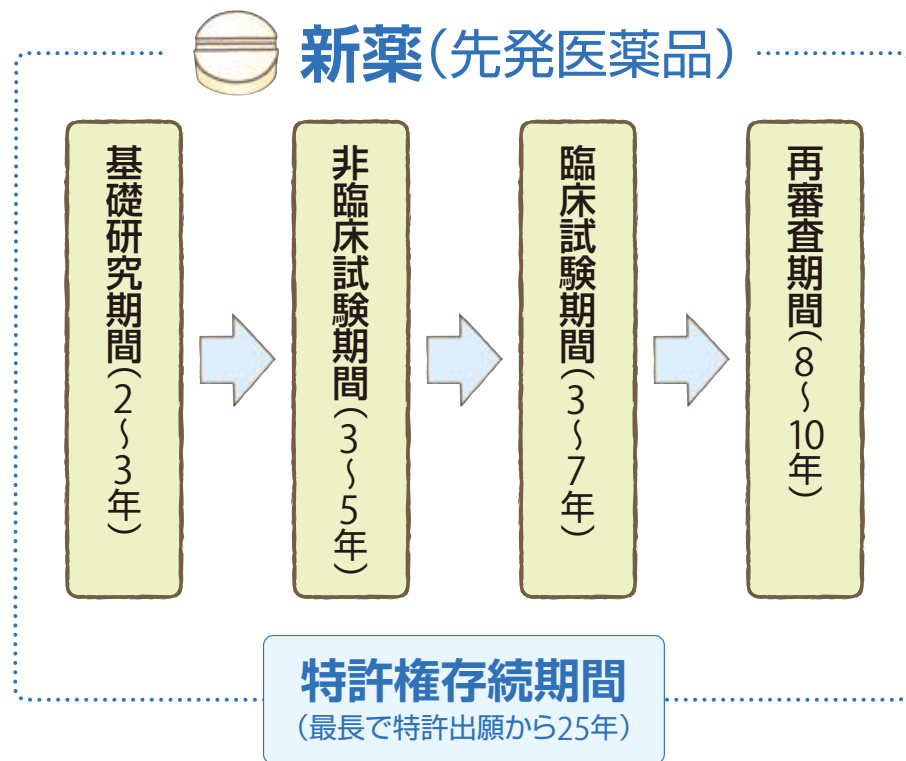 新薬(先発医薬品)
基礎研究期間(2〜3年)
非臨床試験期間(3〜5年)
臨床試験期間(3〜7年)
再審査期間(8〜10年)
特許権存続期間
(最長で特許出願から25年)